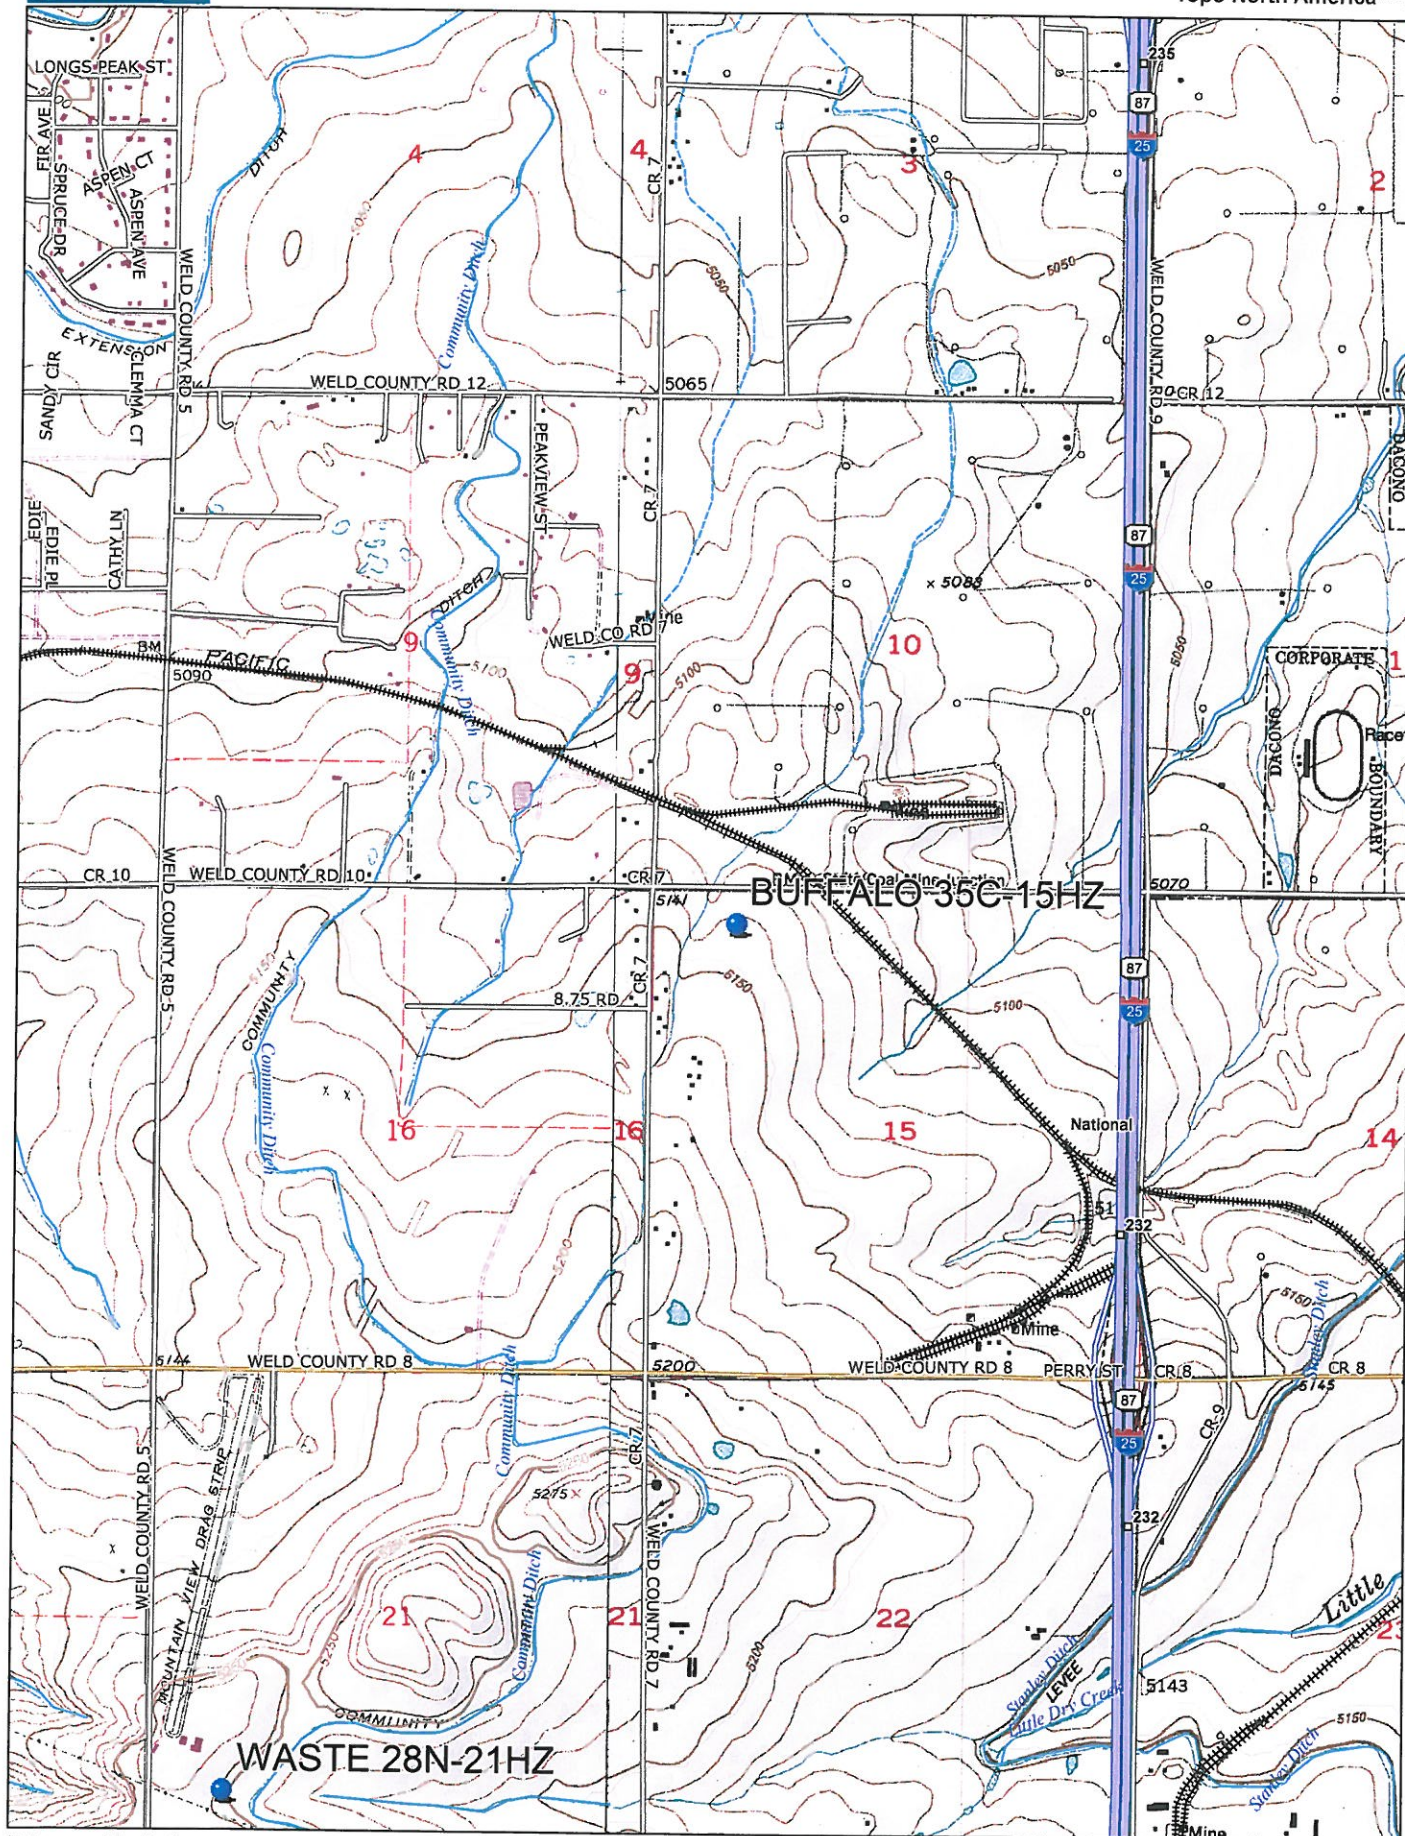 Topo North America
LONGS PEAK ST
FIR AVE
SPRUCE DR
ASPEN CT
ASPEN AVE
DITCH
WELD COUNTY RD 5
EXTENSION
SANDY CIR
CLEMMA CT
4
4
3
2
5050
5050
5050
CR 7
Community Ditch
235
87
25
WELD COUNTY RD 9
WELD COUNTY RD 12
5065
CR 12
DACONO
PEAKVIEW ST
CR 7
EDIE
EDIE PL
CATHY LN
DITCH
Community Ditch
87
25
× 5088
WELD CO RD 7
9
9
10
1
5100
5100
5050
BM
PACIFIC
5090
CORPORATE
DACONO
BOUNDARY
Race
CR 10
WELD COUNTY RD 10
CR 7
5141
5070
BUFFALO 35C-15HZ
WELD COUNTY RD 5
5150
COMMUNITY
Community Ditch
CR 7
8.75 RD
5150
5100
87
25
National
16
16
15
14
51
232
5200
5150
Stanley Ditch
Mine
5144
WELD COUNTY RD 8
5200
WELD COUNTY RD 8
PERRY ST
CR 8
CR 8
5145
87
25
CR 9
Community Ditch
CR 7
5275 ×
WELD COUNTY RD 5
MOUNTAIN VIEW DRAG STRIP
232
WELD COUNTY RD 7
Community Ditch
21
21
22
23
5250
5200
Little
Stanley Ditch
LEVEE
Little Dry Creek
5143
COMMUNITY
5150
Stanley Ditch
WASTE 28N-21HZ
Mine